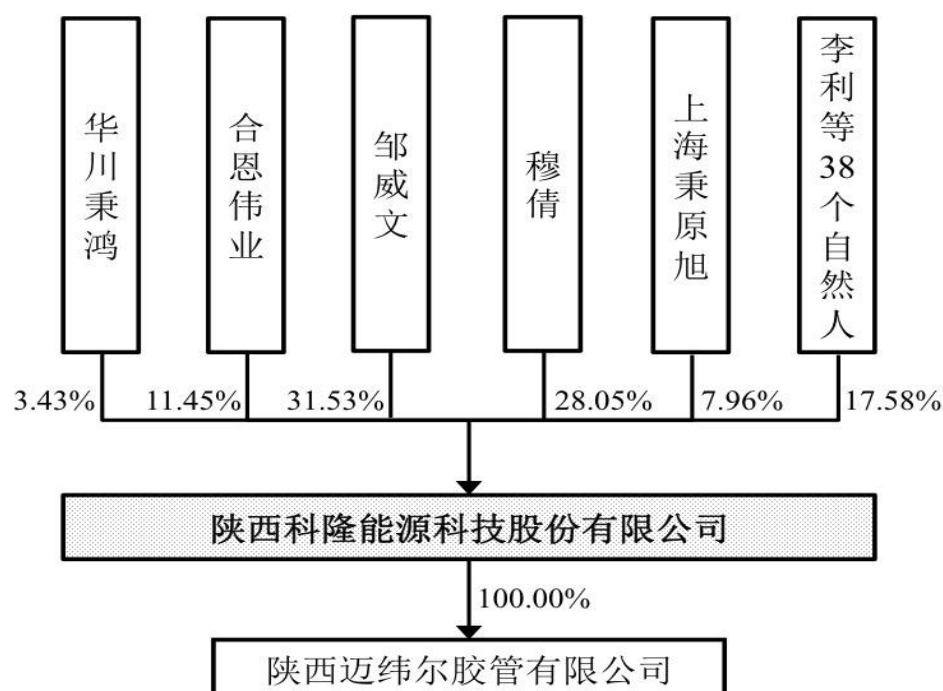 华川秉鸿
合恩伟业
邹威文
穆倩
上海秉原旭
李利等38个自然人
3.43%
11.45%
31.53%
28.05%
7.96%
17.58%
陕西科隆能源科技股份有限公司
100.00%
陕西迈纬尔胶管有限公司